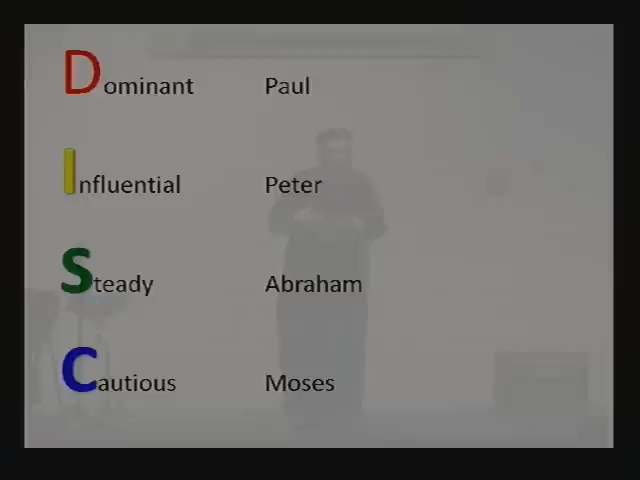 Dominant Paul
Influential Peter
Steady Abraham
Cautious Moses